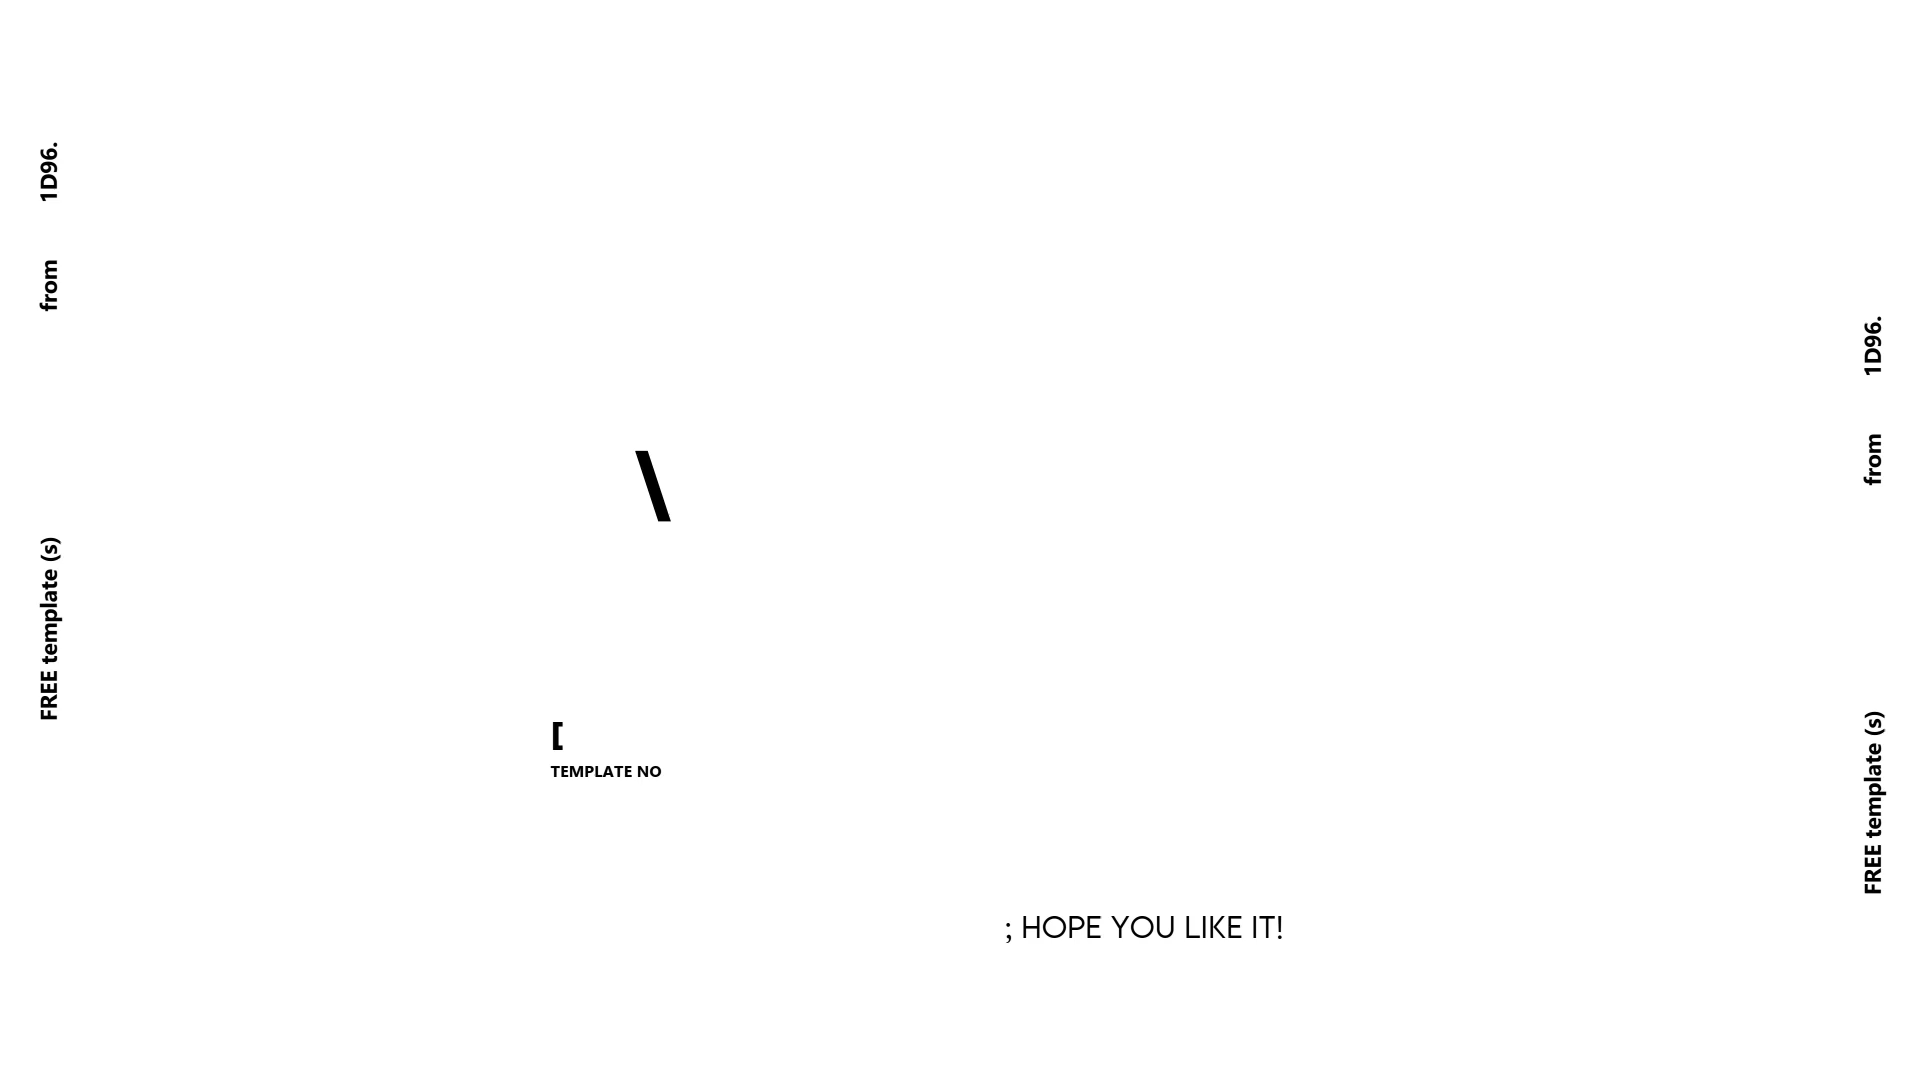 FREE template (s) from 1D96.
\
[
TEMPLATE NO
; HOPE YOU LIKE IT!
FREE template (s) from 1D96.